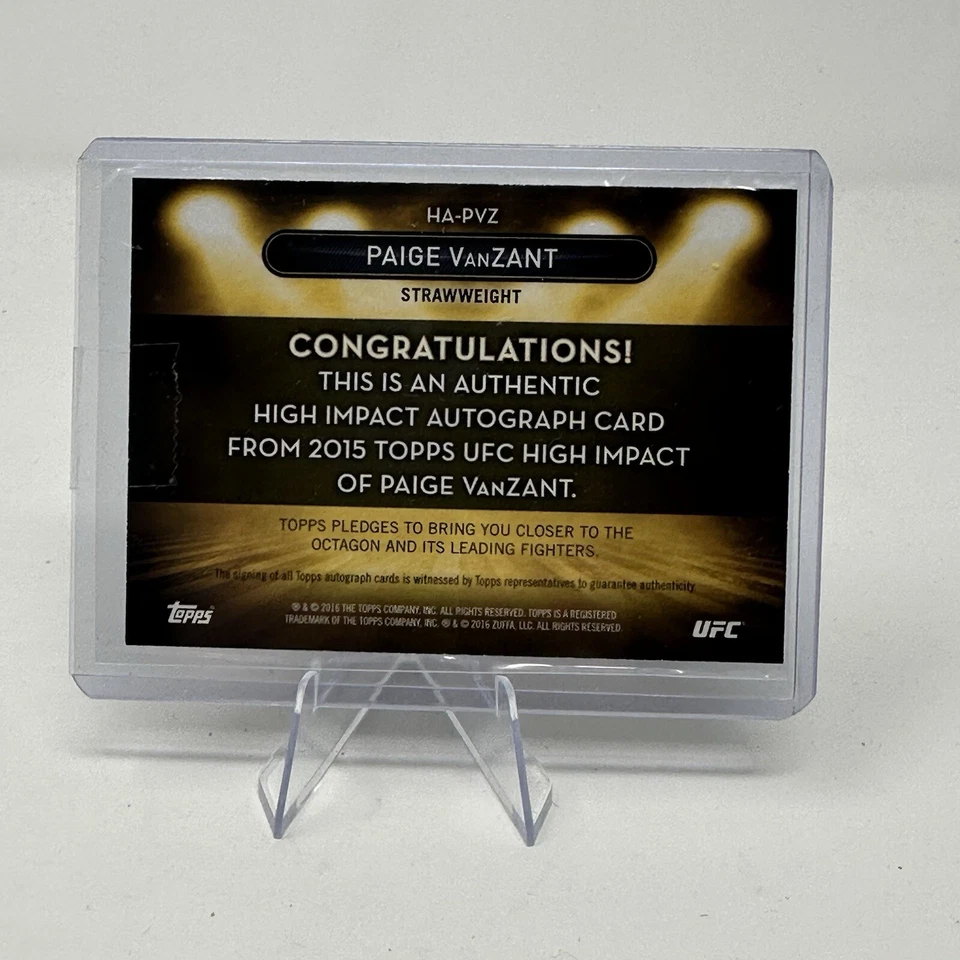 HA-PVZ
PAIGE VANZANT
STRAWWEIGHT
CONGRATULATIONS!
THIS IS AN AUTHENTIC
HIGH IMPACT AUTOGRAPH CARD
FROM 2015 TOPPS UFC HIGH IMPACT
OF PAIGE VANZANT.
TOPPS PLEDGES TO BRING YOU CLOSER TO THE
OCTAGON AND ITS LEADING FIGHTERS.
The signing of all Topps autograph cards is witnessed by Topps representatives to guarantee authenticity.
® & © 2016 THE TOPPS COMPANY, INC. ALL RIGHTS RESERVED. TOPPS IS A REGISTERED
TRADEMARK OF THE TOPPS COMPANY, INC. ® & © 2016 ZUFFA, LLC. ALL RIGHTS RESERVED.
Topps
UFC